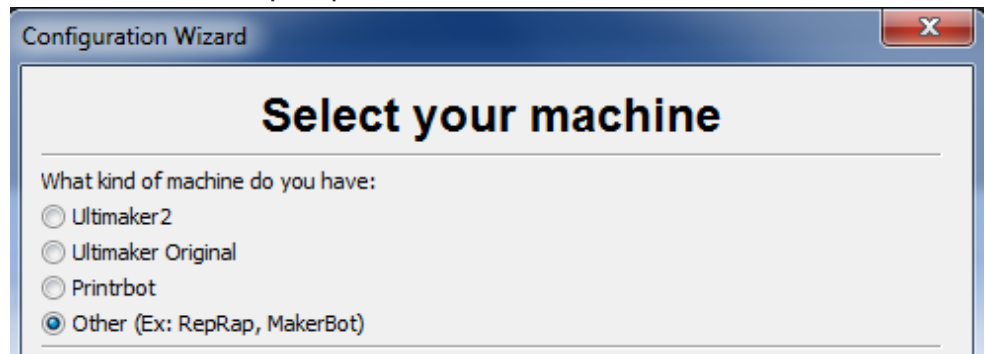 Configuration Wizard
Select your machine
What kind of machine do you have:
Ultimaker2
Ultimaker Original
Printrbot
Other (Ex: RepRap, MakerBot)